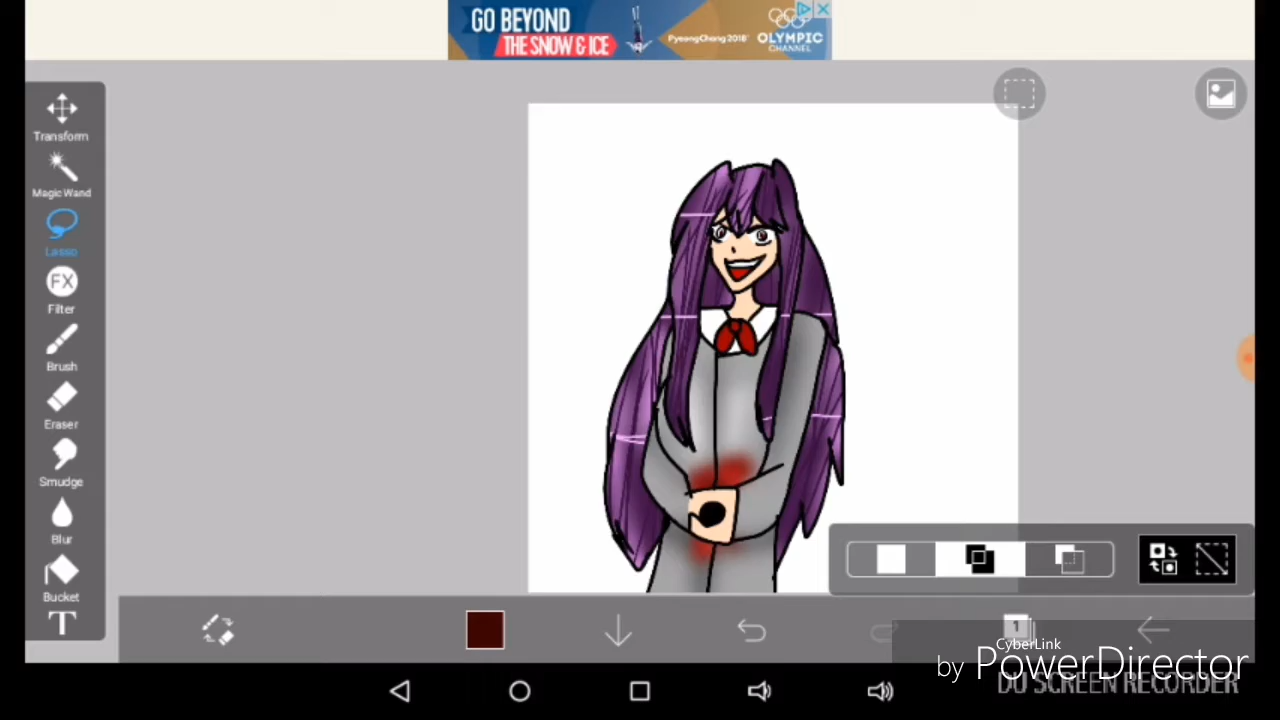 GO BEYOND
THE SNOW & ICE
PyeongChang 2018
OLYMPIC
CHANNEL
Transform
Magic Wand
Lasso
FX
Filter
Brush
Eraser
Smudge
Blur
Bucket
T
1
CyberLink
by PowerDirector
DU SCREEN RECORDER